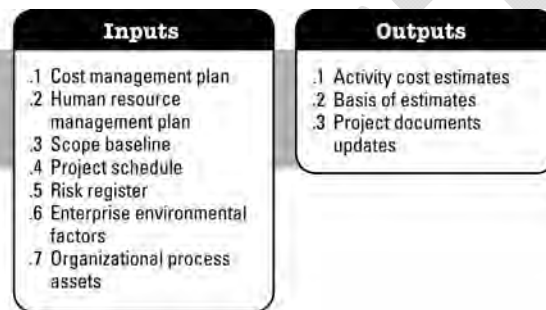 Inputs
.1 Cost management plan
.2 Human resource
management plan
.3 Scope baseline
.4 Project schedule
.5 Risk register
.6 Enterprise environmental
factors
.7 Organizational process
assets
Outputs
.1 Activity cost estimates
.2 Basis of estimates
.3 Project documents
updates